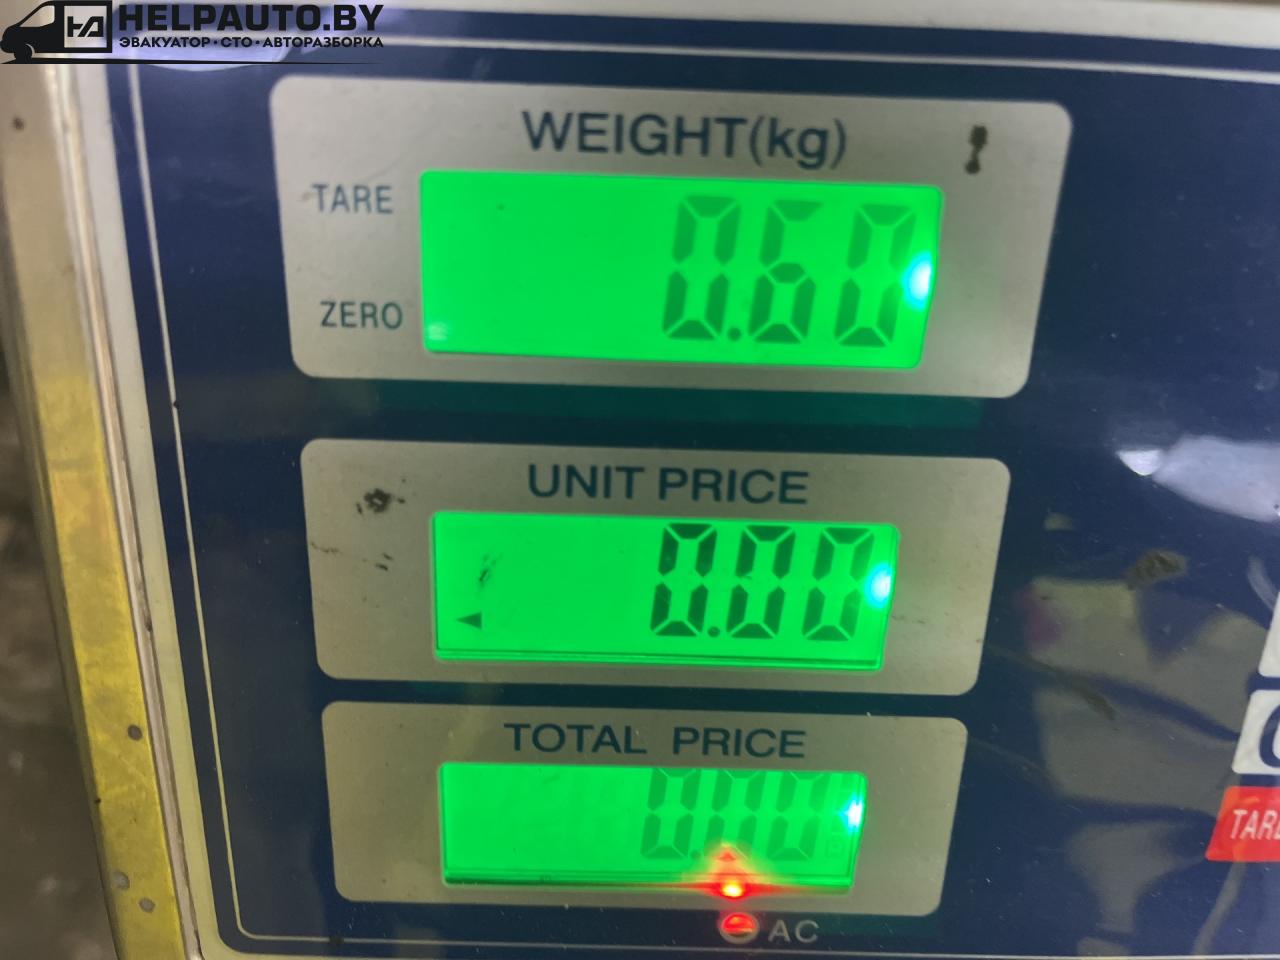 HELPAUTO.BY
ЭВАКУАТОР·СТО·АВТОРАЗБОРКА
WEIGHT(kg)
TARE
0.60
ZERO
UNIT PRICE
0.00
TOTAL PRICE
0.00
TARE
AC